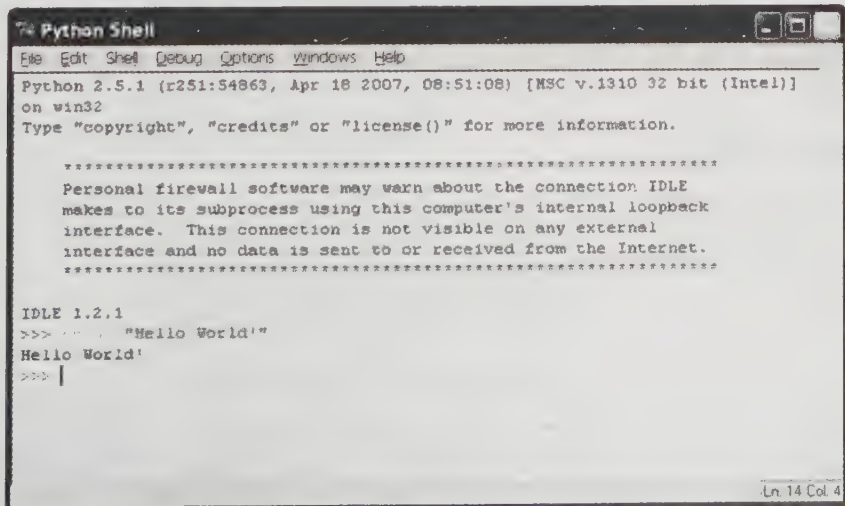 Python Shell
File Edit Shell Debug Options Windows Help
Python 2.5.1 (r251:54863, Apr 18 2007, 08:51:08) [MSC v.1310 32 bit (Intel)]
on win32
Type "copyright", "credits" or "license()" for more information.
****************************************************************
Personal firewall software may warn about the connection IDLE
makes to its subprocess using this computer's internal loopback
interface. This connection is not visible on any external
interface and no data is sent to or received from the Internet.
****************************************************************
IDLE 1.2.1
>>> "Hello World!"
Hello World!
>>>
Ln: 14 Col: 4